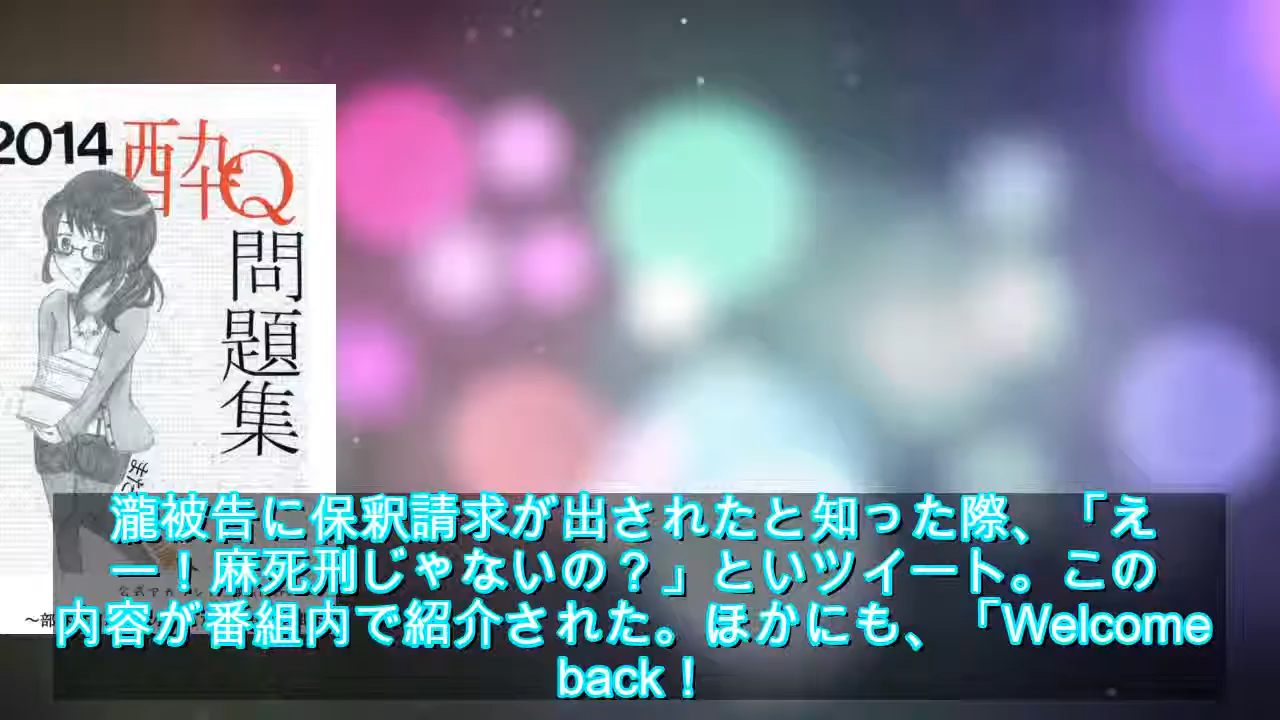 2014 酔Q
問題集
まだ
瀧被告に保釈請求が出されたと知った際、「え
ー！麻死刑じゃないの？」といツイート。この
内容が番組内で紹介された。ほかにも、「Welcome
back！